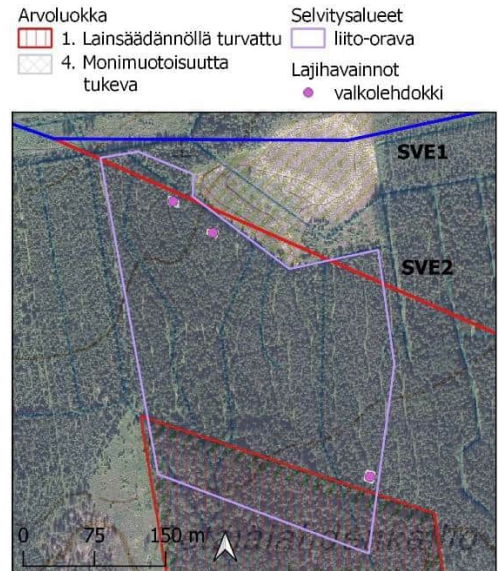 Arvoluokka
1. Lainsäädännöllä turvattu
4. Monimuotoisuutta
tukeva
Selvitysalueet
liito-orava
Lajihavainnot
valkolehdokki
SVE1
SVE2
0 75 150 m